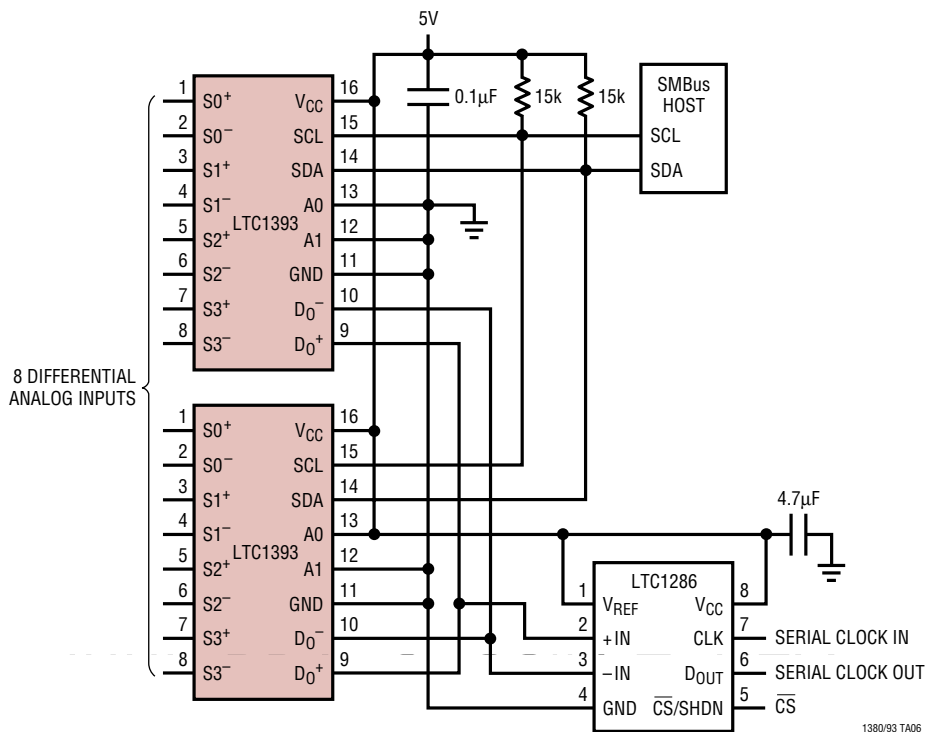 5V
0.1µF
15k
15k
SMBus
HOST
SCL
SDA
1 S0+
2 S0–
3 S1+
4 S1–
5 S2+
6 S2–
7 S3+
8 S3–
LTC1393
16 VCC
15 SCL
14 SDA
13 A0
12 A1
11 GND
10 DO–
9 DO+
8 DIFFERENTIAL
ANALOG INPUTS
1 S0+
2 S0–
3 S1+
4 S1–
5 S2+
6 S2–
7 S3+
8 S3–
LTC1393
16 VCC
15 SCL
14 SDA
13 A0
12 A1
11 GND
10 DO–
9 DO+
4.7µF
LTC1286
1 VREF
2 +IN
3 –IN
4 GND
VCC 8
CLK 7 SERIAL CLOCK IN
DOUT 6 SERIAL CLOCK OUT
CS/SHDN 5 CS
1380/93 TA06